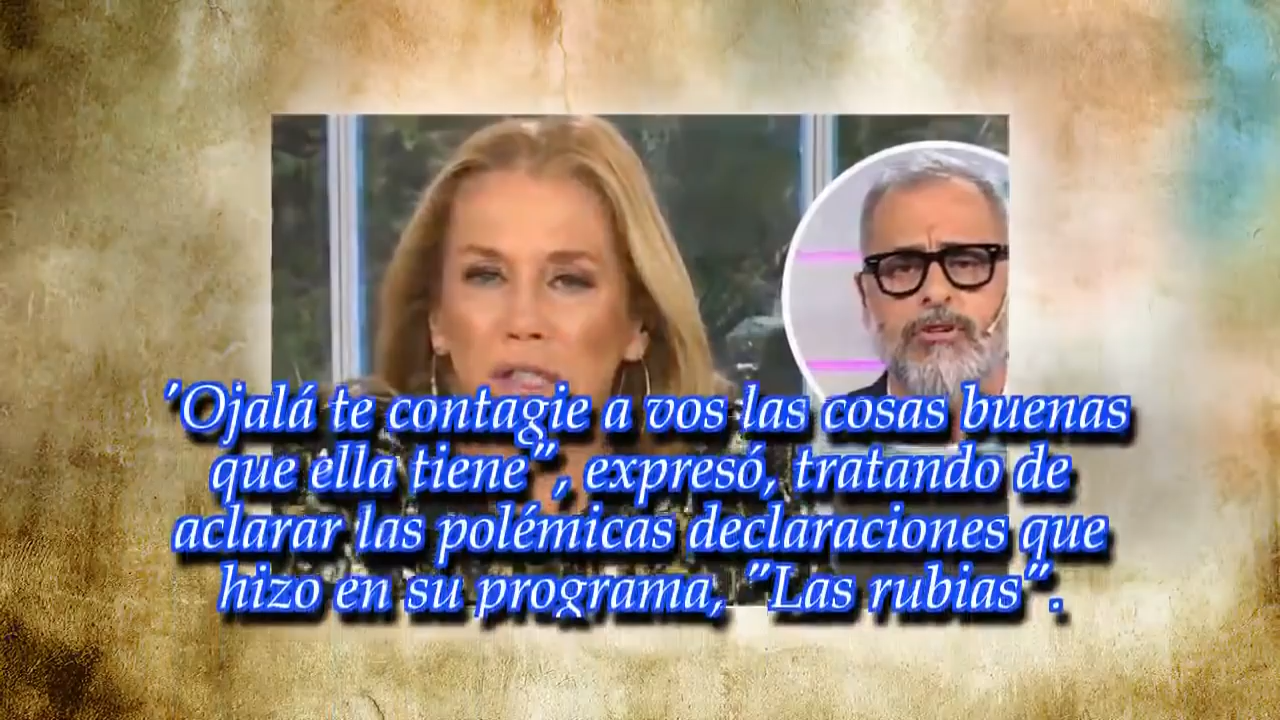 "Ojalá te contagie a vos las cosas buenas
que ella tiene", expresó, tratando de
aclarar las polémicas declaraciones que
hizo en su programa, "Las rubias".